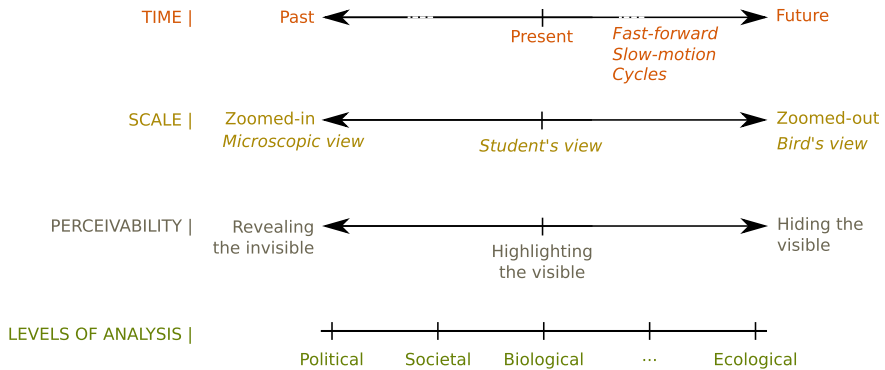 TIME | Past Future
Present Fast-forward
Slow-motion
Cycles
SCALE | Zoomed-in Zoomed-out
Microscopic view Student's view Bird's view
PERCEIVABILITY | Revealing Hiding the
the invisible visible
Highlighting
the visible
LEVELS OF ANALYSIS |
Political Societal Biological ... Ecological